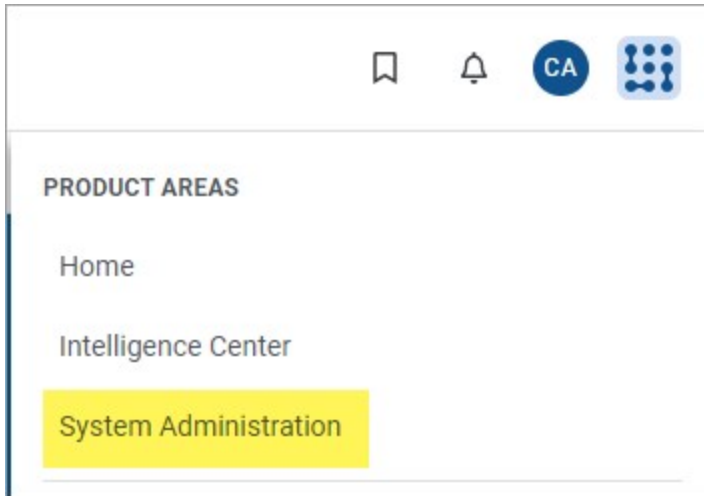 CA
PRODUCT AREAS
Home
Intelligence Center
System Administration